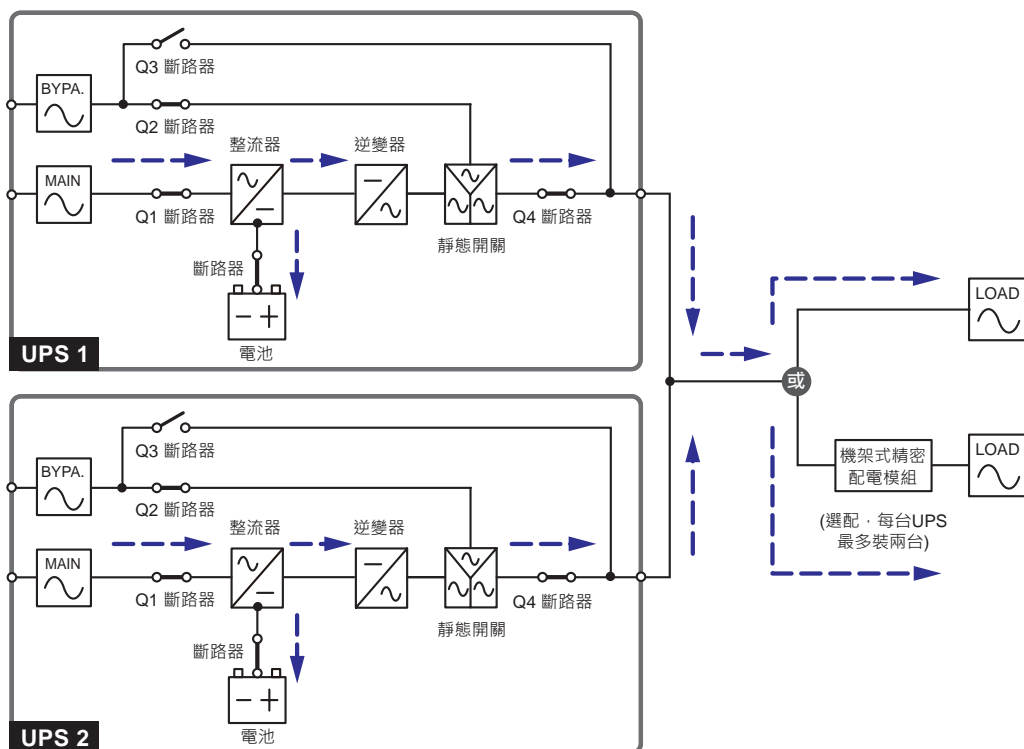 Q3 斷路器
BYPA.
Q2 斷路器
整流器
逆變器
MAIN
Q1 斷路器
Q4 斷路器
靜態開關
斷路器
電池
UPS 1
LOAD
或
Q3 斷路器
BYPA.
Q2 斷路器
整流器
逆變器
MAIN
Q1 斷路器
Q4 斷路器
靜態開關
斷路器
電池
UPS 2
機架式精密
配電模組
LOAD
(選配，每台UPS
最多裝兩台)